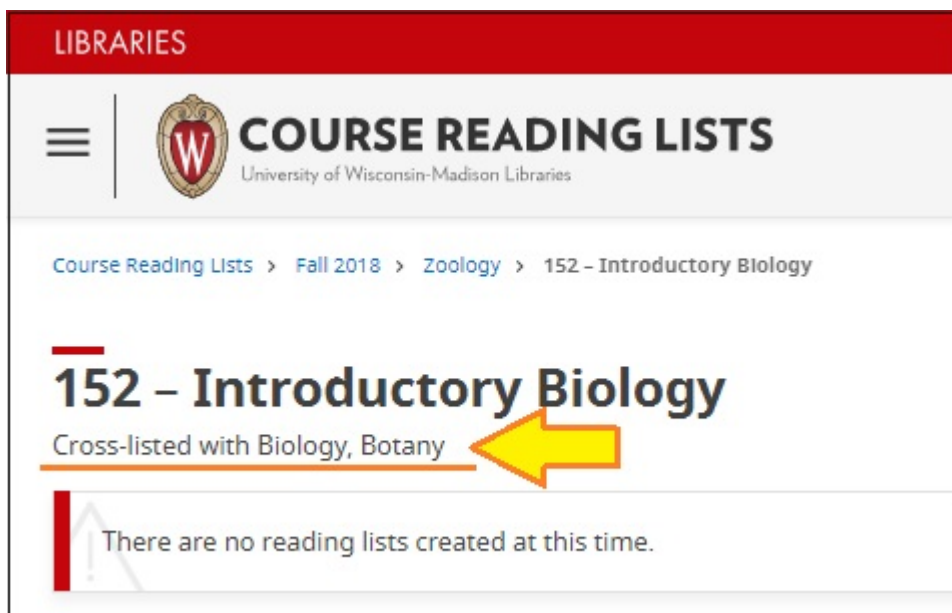 LIBRARIES
W
COURSE READING LISTS
University of Wisconsin-Madison Libraries
Course Reading Lists > Fall 2018 > Zoology > 152 – Introductory Biology
152 – Introductory Biology
Cross-listed with Biology, Botany
There are no reading lists created at this time.